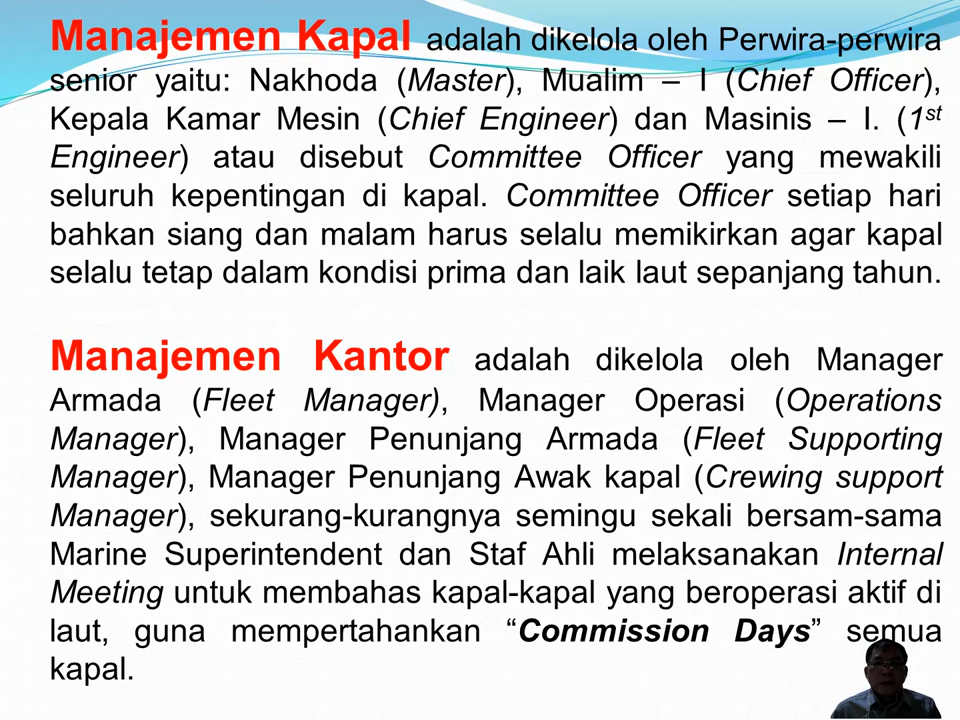 Manajemen Kapal adalah dikelola oleh Perwira-perwira
senior yaitu: Nakhoda (Master), Mualim – I (Chief Officer),
Kepala Kamar Mesin (Chief Engineer) dan Masinis – I. (1st
Engineer) atau disebut Committee Officer yang mewakili
seluruh kepentingan di kapal. Committee Officer setiap hari
bahkan siang dan malam harus selalu memikirkan agar kapal
selalu tetap dalam kondisi prima dan laik laut sepanjang tahun.
Manajemen Kantor adalah dikelola oleh Manager
Armada (Fleet Manager), Manager Operasi (Operations
Manager), Manager Penunjang Armada (Fleet Supporting
Manager), Manager Penunjang Awak kapal (Crewing support
Manager), sekurang-kurangnya semingu sekali bersam-sama
Marine Superintendent dan Staf Ahli melaksanakan Internal
Meeting untuk membahas kapal-kapal yang beroperasi aktif di
laut, guna mempertahankan “Commission Days” semua
kapal.